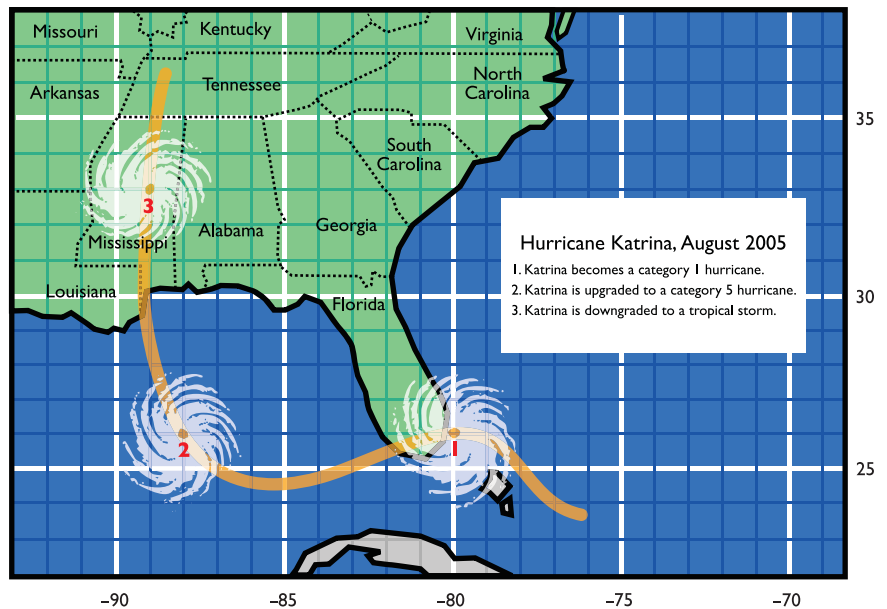 Missouri
Kentucky
Virginia
Arkansas
Tennessee
North
Carolina
35
South
Carolina
3
Mississippi
Alabama
Georgia
Hurricane Katrina, August 2005
1. Katrina becomes a category 1 hurricane.
2. Katrina is upgraded to a category 5 hurricane.
3. Katrina is downgraded to a tropical storm.
Louisiana
Florida
30
2
1
25
–90
–85
–80
–75
–70